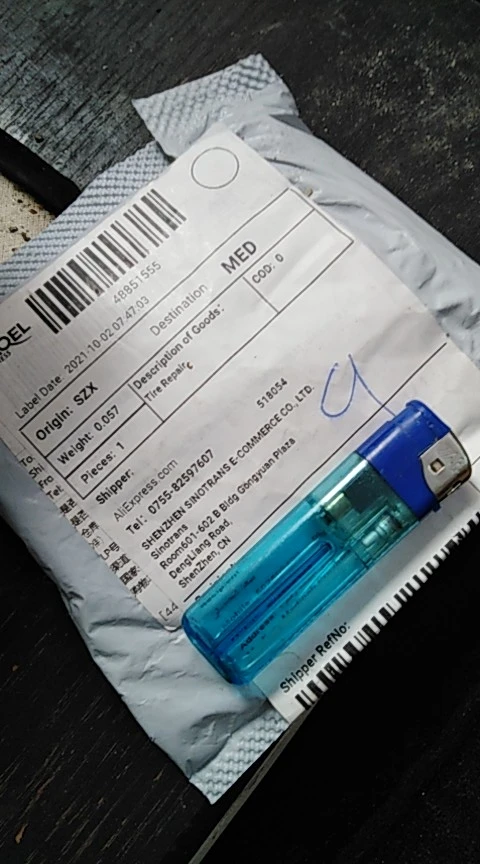 48851555
Label Date 2021-10-02 07:47:03
Destination
MED
Origin: SZX
Description of Goods:
COD: 0
Weight: 0.057
Tire Repair
Pieces: 1
Shipper:
AliExpress.com
518054
Tel: 0755-82597607
SHENZHEN SINOTRANS E-COMMERCE CO., LTD.
Sinotrans
Room601-602 B Bldg Gongyuan Plaza
DengLiang Road,
ShenZhen, CN
Shipper RefNo: